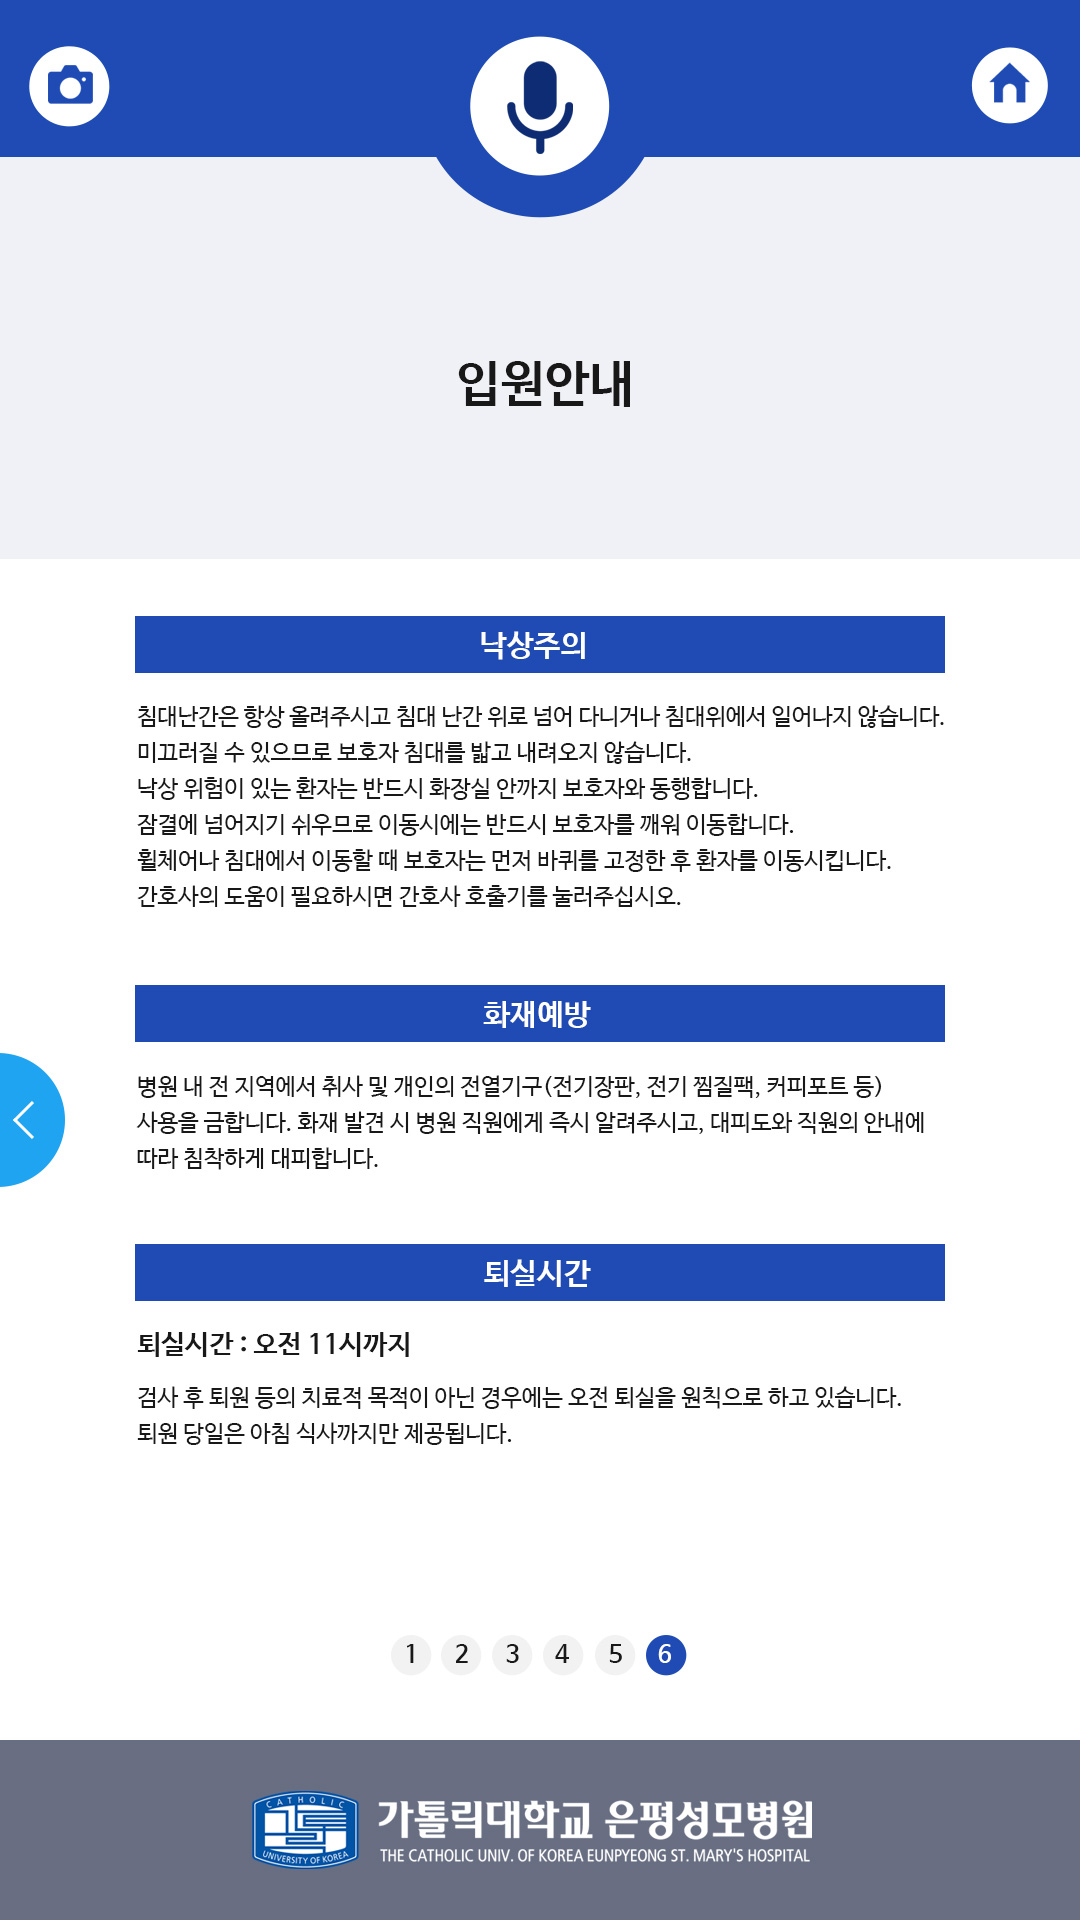 입원안내
낙상주의
침대난간은 항상 올려주시고 침대 난간 위로 넘어 다니거나 침대위에서 일어나지 않습니다.
미끄러질 수 있으므로 보호자 침대를 밟고 내려오지 않습니다.
낙상 위험이 있는 환자는 반드시 화장실 안까지 보호자와 동행합니다.
잠결에 넘어지기 쉬우므로 이동시에는 반드시 보호자를 깨워 이동합니다.
휠체어나 침대에서 이동할 때 보호자는 먼저 바퀴를 고정한 후 환자를 이동시킵니다.
간호사의 도움이 필요하시면 간호사 호출기를 눌러주십시오.
화재예방
병원 내 전 지역에서 취사 및 개인의 전열기구(전기장판, 전기 찜질팩, 커피포트 등)
사용을 금합니다. 화재 발견 시 병원 직원에게 즉시 알려주시고, 대피도와 직원의 안내에
따라 침착하게 대피합니다.
퇴실시간
퇴실시간 : 오전 11시까지
검사 후 퇴원 등의 치료적 목적이 아닌 경우에는 오전 퇴실을 원칙으로 하고 있습니다.
퇴원 당일은 아침 식사까지만 제공됩니다.
1 2 3 4 5 6
CATHOLIC
UNIVERSITY OF KOREA
가톨릭대학교 은평성모병원
THE CATHOLIC UNIV. OF KOREA EUNPYEONG ST. MARY'S HOSPITAL